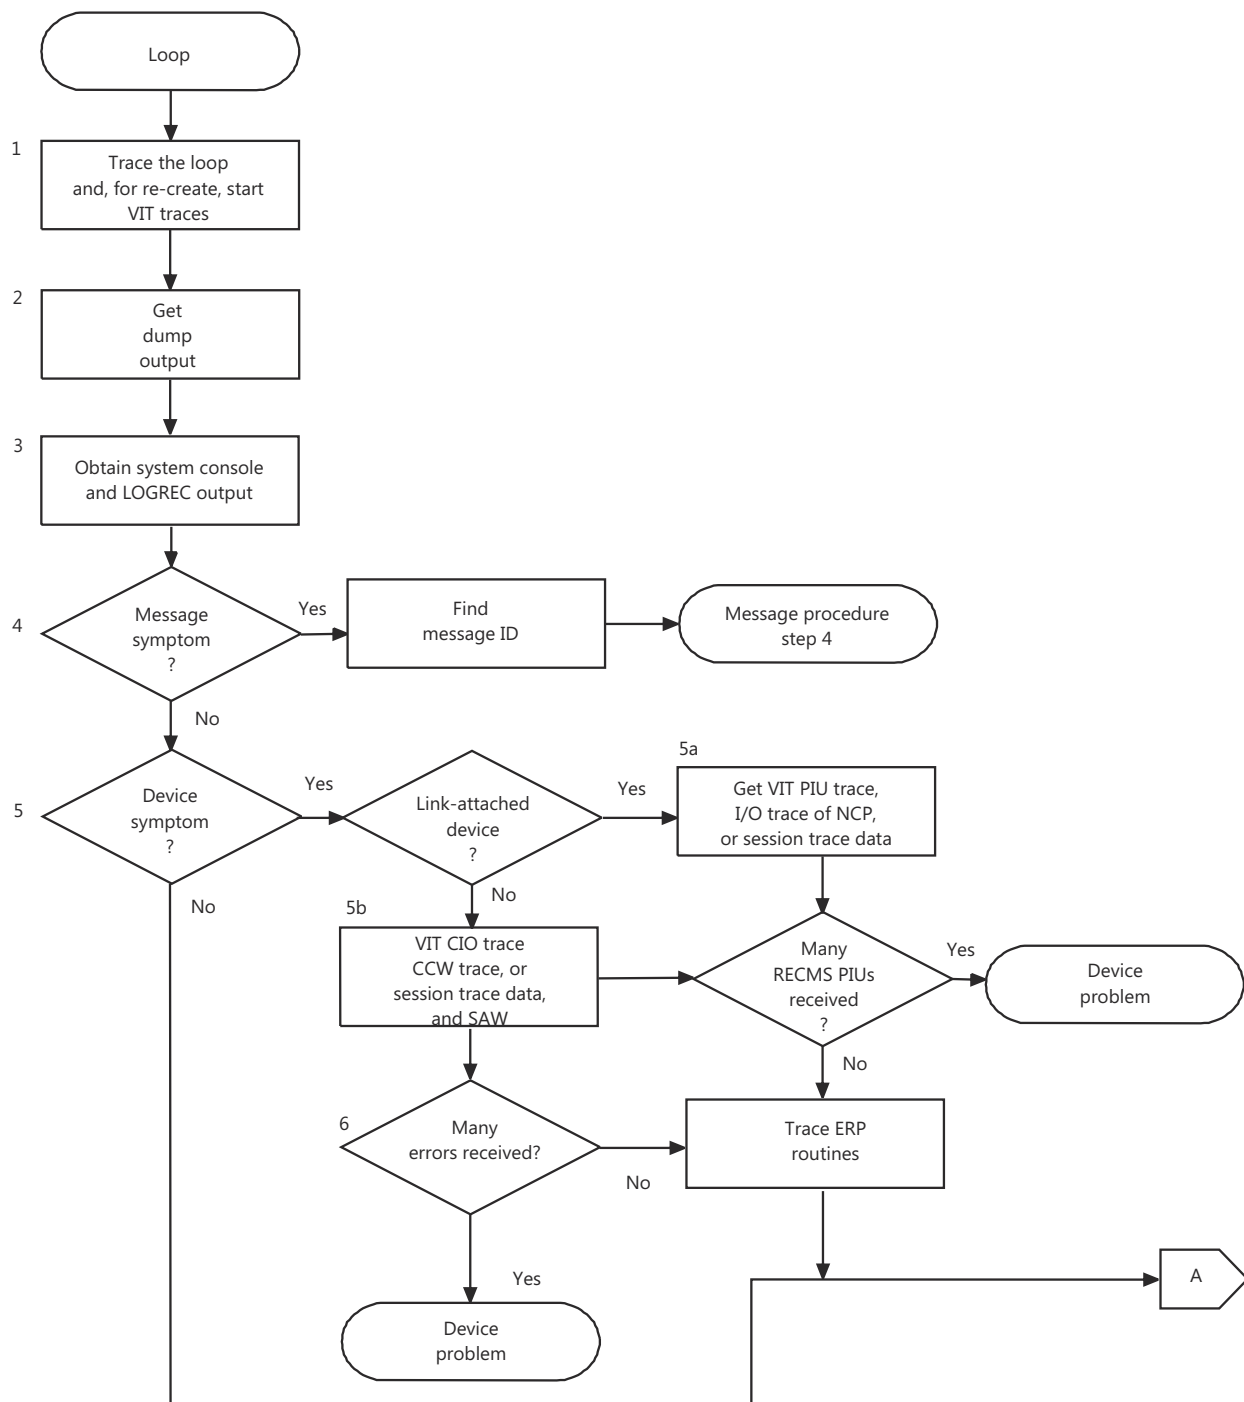 Loop
1
Trace the loop
and, for re-create, start
VIT traces
2
Get
dump
output
3
Obtain system console
and LOGREC output
4
Message
symptom
?
Yes
Find
message ID
Message procedure
step 4
No
5
Device
symptom
?
Yes
Link-attached
device
?
Yes
5a
Get VIT PIU trace,
I/O trace of NCP,
or session trace data
No
No
5b
VIT CIO trace
CCW trace, or
session trace data,
and SAW
Many
RECMS PIUs
received
?
Yes
Device
problem
No
6
Many
errors received?
No
Trace ERP
routines
Yes
Device
problem
A